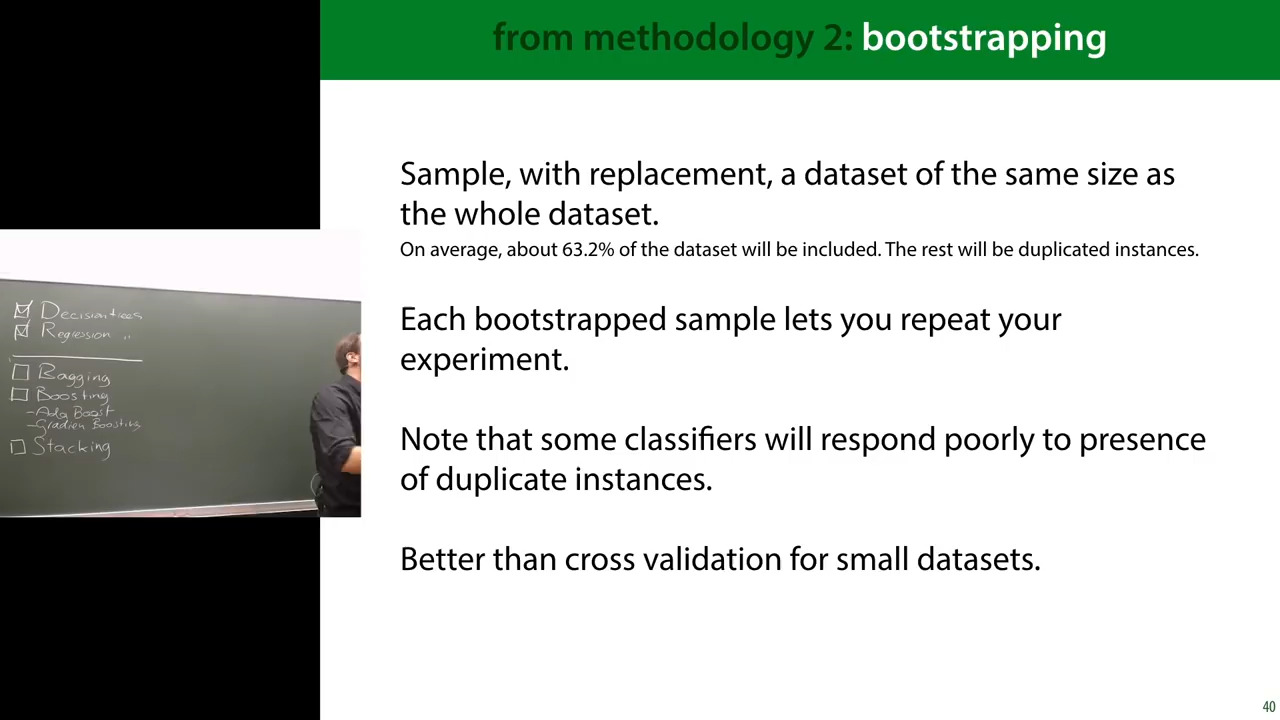 from methodology 2: bootstrapping
Sample, with replacement, a dataset of the same size as
the whole dataset.
On average, about 63.2% of the dataset will be included. The rest will be duplicated instances.
Each bootstrapped sample lets you repeat your
experiment.
Note that some classifiers will respond poorly to presence
of duplicate instances.
Better than cross validation for small datasets.
40
Decision trees
Regression "
Bagging
Boosting
- Ada Boost
- Gradien Boosting
Stacking